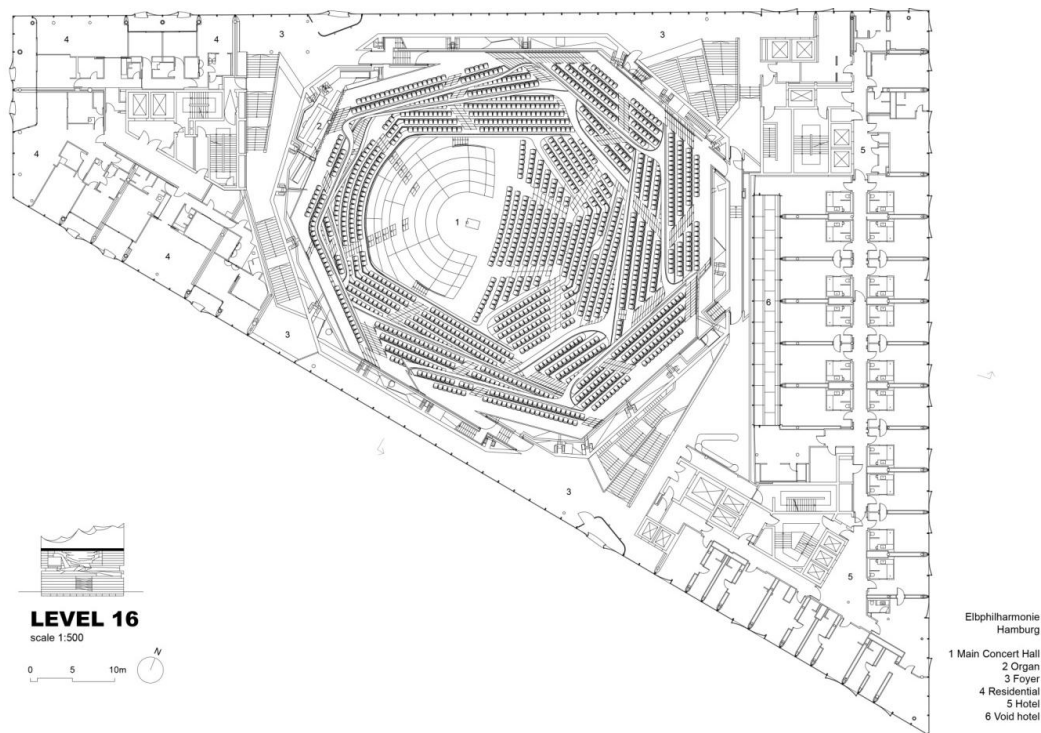 4
4
3
3
4
2
5
1
6
4
3
3
5
LEVEL 16
scale 1:500
0 5 10m
N
Elbphilharmonie
Hamburg
1 Main Concert Hall
2 Organ
3 Foyer
4 Residential
5 Hotel
6 Void hotel